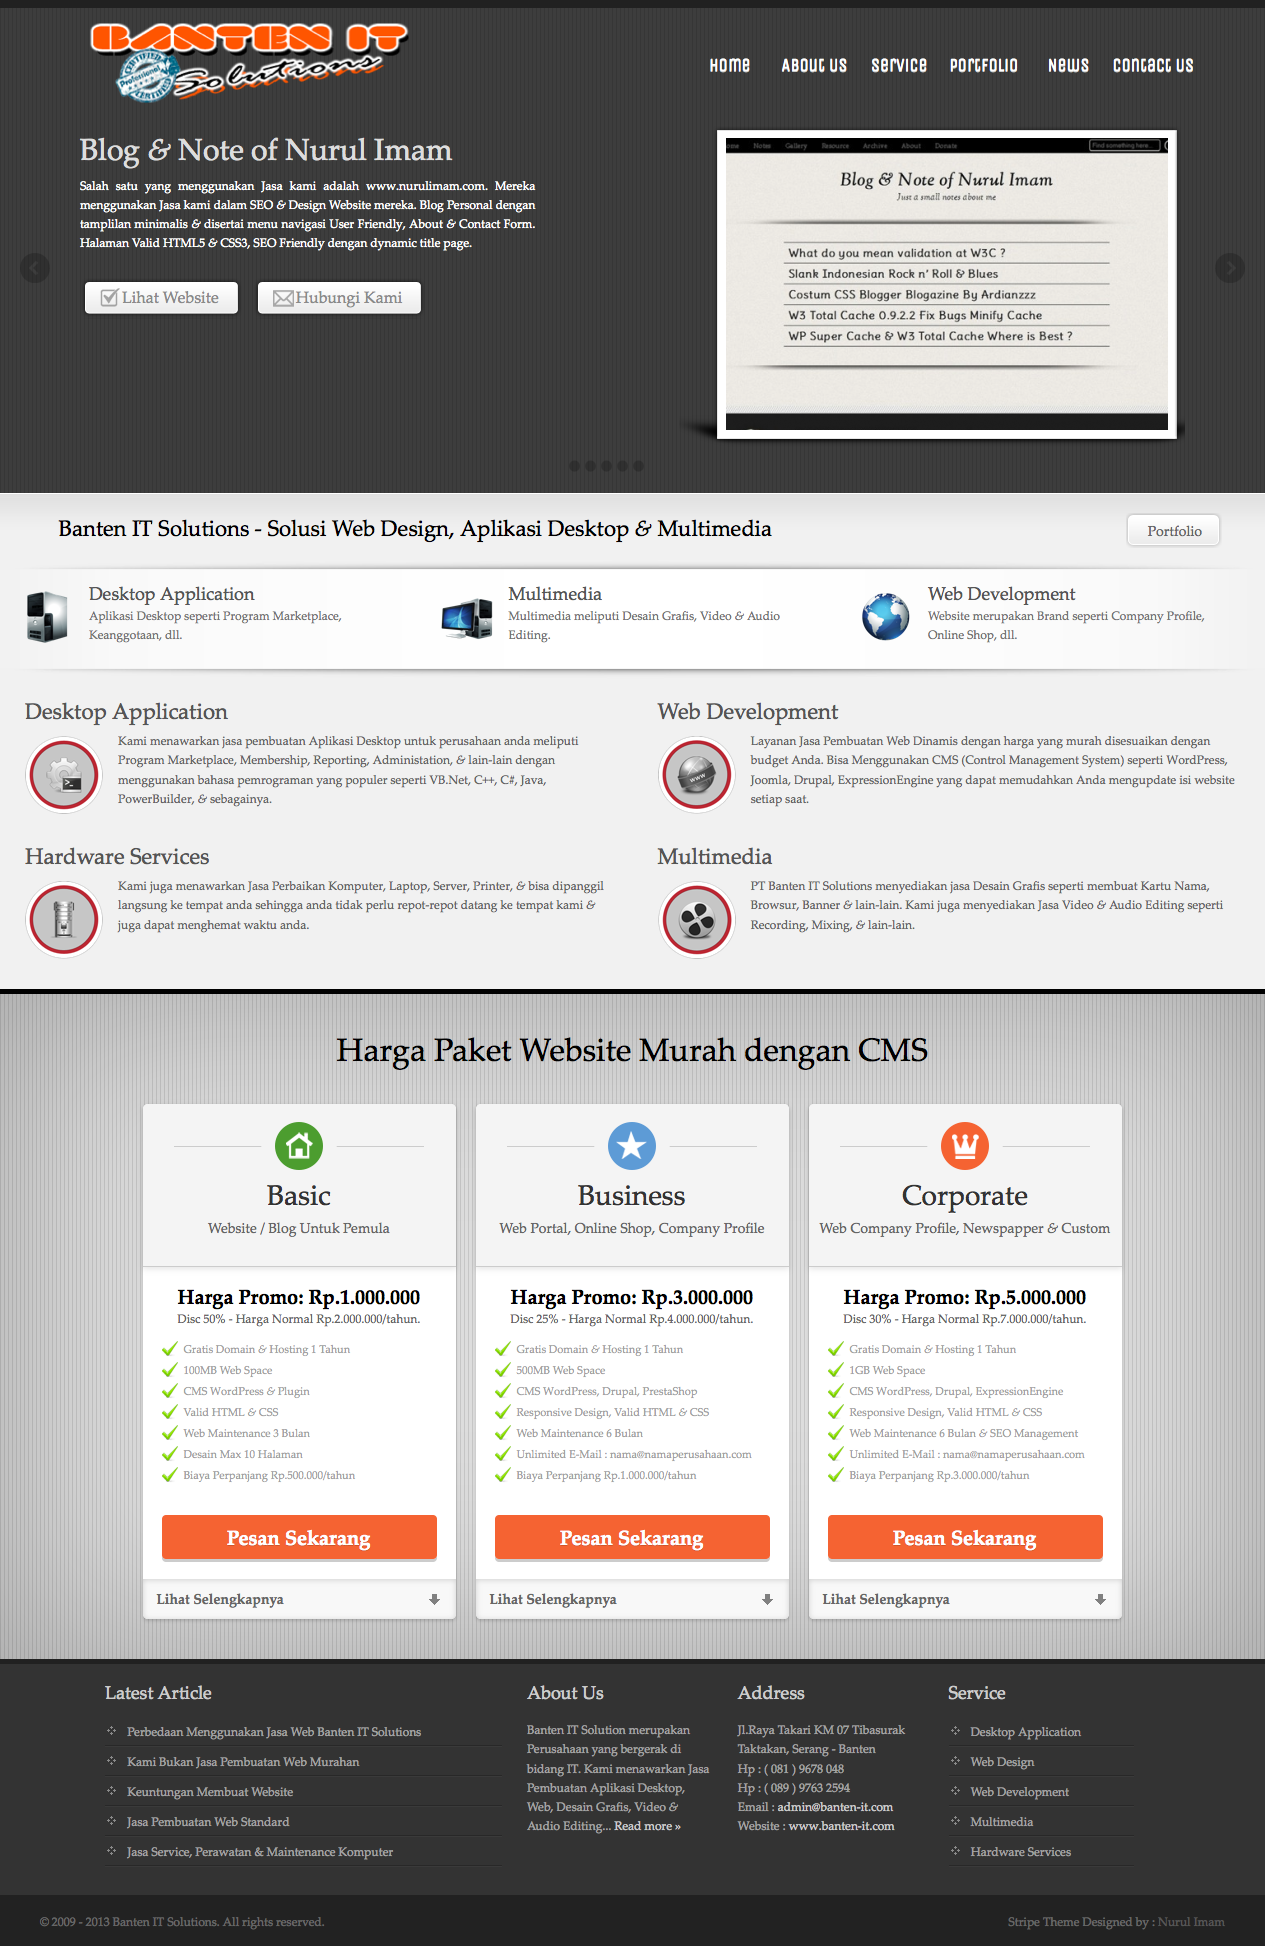 BANTEN IT
Solutions
Home About Us Service Portfolio News Contact Us
Blog & Note of Nurul Imam
Salah satu yang menggunakan Jasa kami adalah www.nurulimam.com. Mereka
menggunakan Jasa kami dalam SEO & Design Website mereka. Blog Personal dengan
tamplilan minimalis & disertai menu navigasi User Friendly, About & Contact Form.
Halaman Valid HTML5 & CSS3, SEO Friendly dengan dynamic title page.
Lihat Website
Hubungi Kami
Notes Gallery Resource Archive About Donate Find something here...
Blog & Note of Nurul Imam
Just a small notes about me
What do you mean validation at W3C ?
Slank Indonesian Rock n' Roll & Blues
Costum CSS Blogger Blogazine By Ardianzzz
W3 Total Cache 0.9.2.2 Fix Bugs Minify Cache
WP Super Cache & W3 Total Cache Where is Best ?
Banten IT Solutions - Solusi Web Design, Aplikasi Desktop & Multimedia
Portfolio
Desktop Application
Aplikasi Desktop seperti Program Marketplace,
Keanggotaan, dll.
Multimedia
Multimedia meliputi Desain Grafis, Video & Audio
Editing.
Web Development
Website merupakan Brand seperti Company Profile,
Online Shop, dll.
Desktop Application
Kami menawarkan jasa pembuatan Aplikasi Desktop untuk perusahaan anda meliputi
Program Marketplace, Membership, Reporting, Administation, & lain-lain dengan
menggunakan bahasa pemrograman yang populer seperti VB.Net, C++, C#, Java,
PowerBuilder, & sebagainya.
Web Development
Layanan Jasa Pembuatan Web Dinamis dengan harga yang murah disesuaikan dengan
budget Anda. Bisa Menggunakan CMS (Control Management System) seperti WordPress,
Joomla, Drupal, ExpressionEngine yang dapat memudahkan Anda mengupdate isi website
setiap saat.
Hardware Services
Kami juga menawarkan Jasa Perbaikan Komputer, Laptop, Server, Printer, & bisa dipanggil
langsung ke tempat anda sehingga anda tidak perlu repot-repot datang ke tempat kami &
juga dapat menghemat waktu anda.
Multimedia
PT Banten IT Solutions menyediakan jasa Desain Grafis seperti membuat Kartu Nama,
Browsur, Banner & lain-lain. Kami juga menyediakan Jasa Video & Audio Editing seperti
Recording, Mixing, & lain-lain.
Harga Paket Website Murah dengan CMS
Basic
Website / Blog Untuk Pemula
Harga Promo: Rp.1.000.000
Disc 50% - Harga Normal Rp.2.000.000/tahun.
Gratis Domain & Hosting 1 Tahun
100MB Web Space
CMS WordPress & Plugin
Valid HTML & CSS
Web Maintenance 3 Bulan
Desain Max 10 Halaman
Biaya Perpanjang Rp.500.000/tahun
Pesan Sekarang
Lihat Selengkapnya
Business
Web Portal, Online Shop, Company Profile
Harga Promo: Rp.3.000.000
Disc 25% - Harga Normal Rp.4.000.000/tahun.
Gratis Domain & Hosting 1 Tahun
500MB Web Space
CMS WordPress, Drupal, PrestaShop
Responsive Design, Valid HTML & CSS
Web Maintenance 6 Bulan
Unlimited E-Mail : nama@namaperusahaan.com
Biaya Perpanjang Rp.1.000.000/tahun
Pesan Sekarang
Lihat Selengkapnya
Corporate
Web Company Profile, Newspapper & Custom
Harga Promo: Rp.5.000.000
Disc 30% - Harga Normal Rp.7.000.000/tahun.
Gratis Domain & Hosting 1 Tahun
1GB Web Space
CMS WordPress, Drupal, ExpressionEngine
Responsive Design, Valid HTML & CSS
Web Maintenance 6 Bulan & SEO Management
Unlimited E-Mail : nama@namaperusahaan.com
Biaya Perpanjang Rp.3.000.000/tahun
Pesan Sekarang
Lihat Selengkapnya
Latest Article
Perbedaan Menggunakan Jasa Web Banten IT Solutions
Kami Bukan Jasa Pembuatan Web Murahan
Keuntungan Membuat Website
Jasa Pembuatan Web Standard
Jasa Service, Perawatan & Maintenance Komputer
About Us
Banten IT Solution merupakan
Perusahaan yang bergerak di
bidang IT. Kami menawarkan Jasa
Pembuatan Aplikasi Desktop,
Web, Desain Grafis, Video &
Audio Editing... Read more »
Address
Jl.Raya Takari KM 07 Tibasurak
Taktakan, Serang - Banten
Hp : ( 081 ) 9678 048
Hp : ( 089 ) 9763 2594
Email : admin@banten-it.com
Website : www.banten-it.com
Service
Desktop Application
Web Design
Web Development
Multimedia
Hardware Services
© 2009 - 2013 Banten IT Solutions. All rights reserved.
Stripe Theme Designed by : Nurul Imam